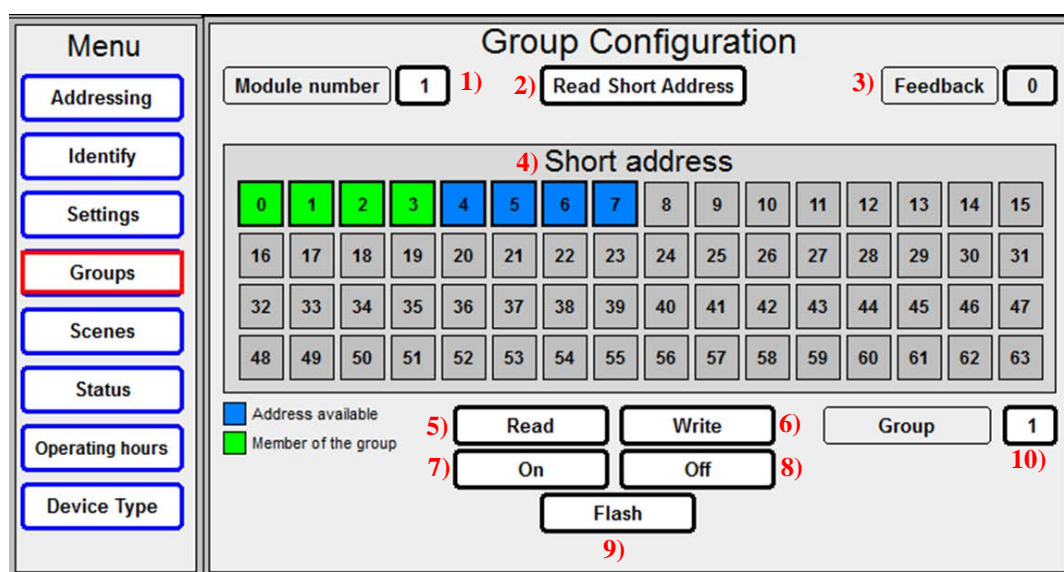 Menu
Addressing
Identify
Settings
Groups
Scenes
Status
Operating hours
Device Type
Group Configuration
Module number 1 1) 2) Read Short Address 3) Feedback 0
4) Short address
0 1 2 3 4 5 6 7 8 9 10 11 12 13 14 15
16 17 18 19 20 21 22 23 24 25 26 27 28 29 30 31
32 33 34 35 36 37 38 39 40 41 42 43 44 45 46 47
48 49 50 51 52 53 54 55 56 57 58 59 60 61 62 63
Address available
Member of the group
5) Read Write 6) Group 1
7) On Off 8) 10)
Flash
9)